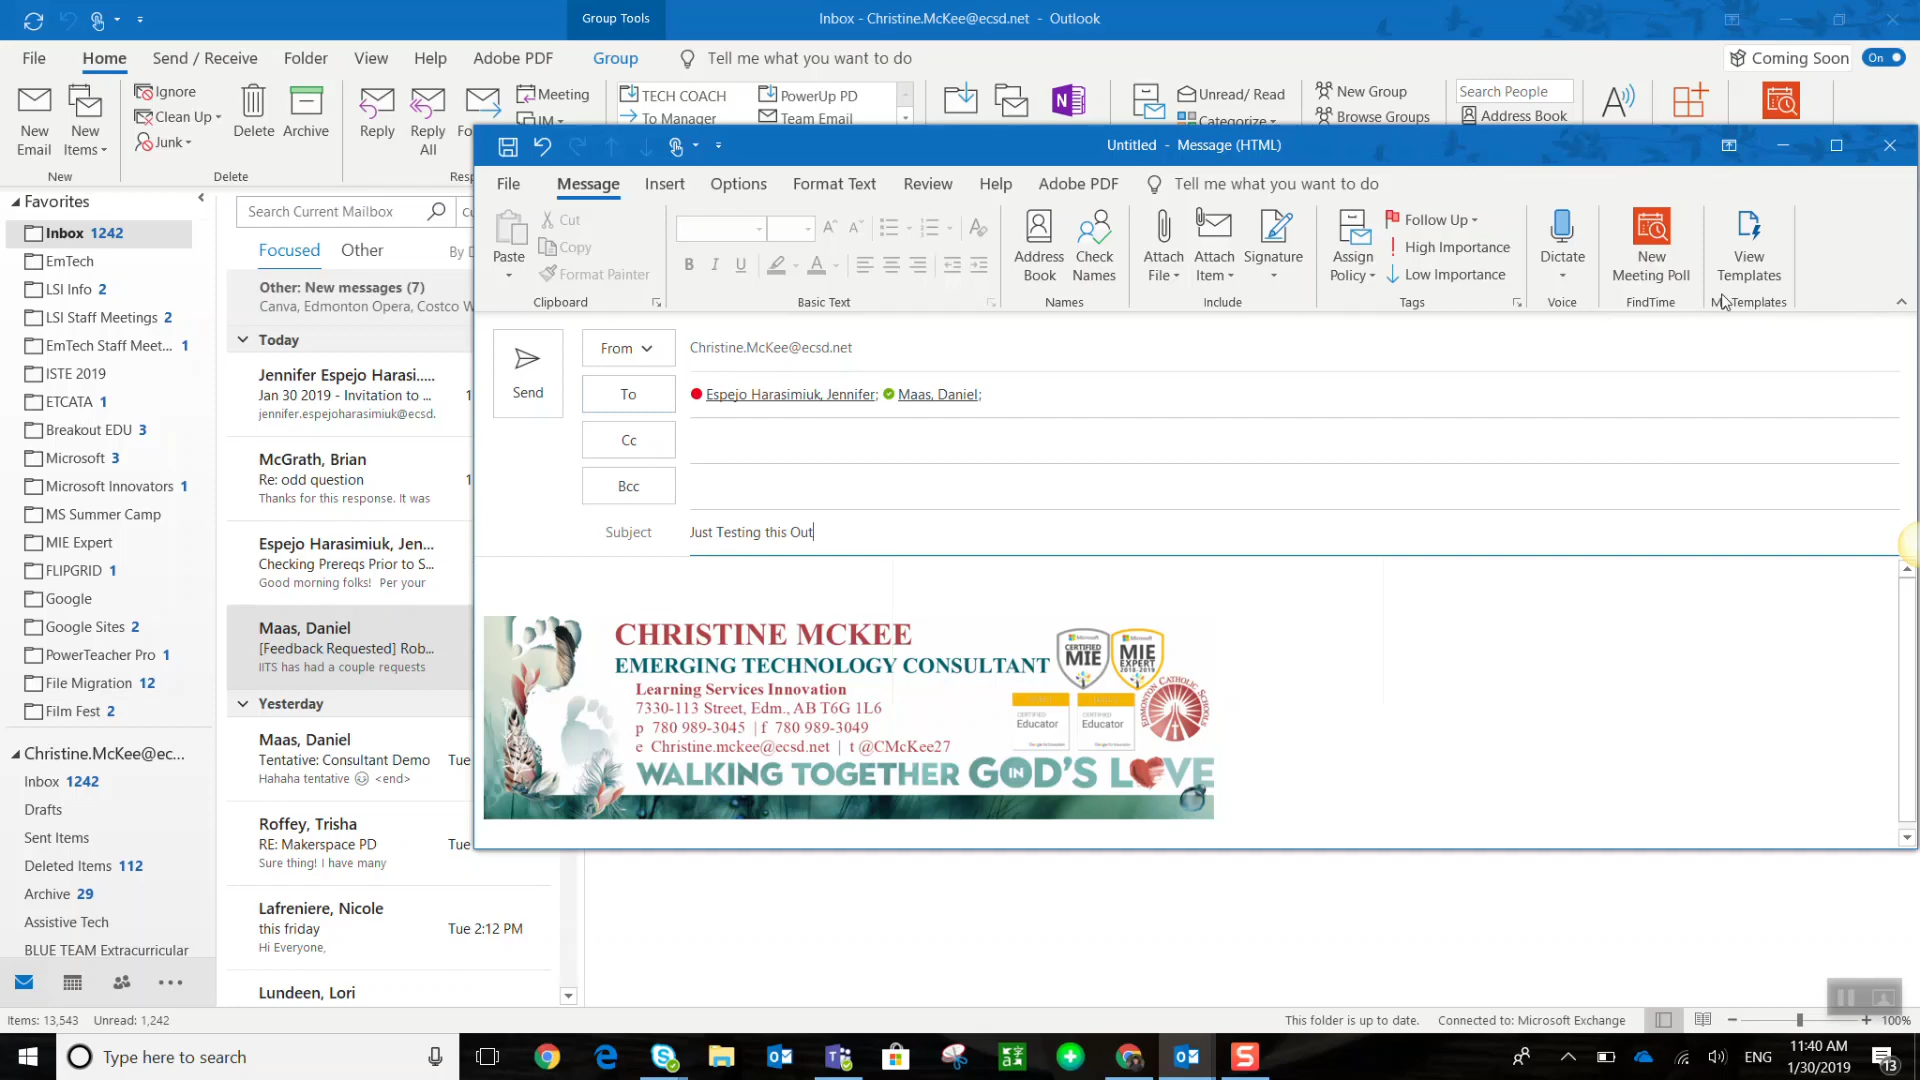 Group Tools
Inbox - Christine.McKee@ecsd.net - Outlook
File Home Send / Receive Folder View Help Adobe PDF Group Tell me what you want to do
Coming Soon On
New Email
New Items
Ignore
Clean Up
Junk
Delete
Archive
Reply
Reply All
Meeting
TECH COACH
To Manager
PowerUp PD
Team Email
Unread/ Read
Categorize
New Group
Browse Groups
Search People
Address Book
New
Delete
Untitled - Message (HTML)
File Message Insert Options Format Text Review Help Adobe PDF Tell me what you want to do
Paste
Cut
Copy
Format Painter
Clipboard
B I U
Basic Text
Address Book
Check Names
Names
Attach File
Attach Item
Signature
Include
Assign Policy
Follow Up
High Importance
Low Importance
Tags
Dictate
Voice
New Meeting Poll
FindTime
View Templates
Templates
Send
From
Christine.McKee@ecsd.net
To
Espejo Harasimiuk, Jennifer; Maas, Daniel;
Cc
Bcc
Subject
Just Testing this Out
CHRISTINE MCKEE
EMERGING TECHNOLOGY CONSULTANT
Learning Services Innovation
7330-113 Street, Edm., AB T6G 1L6
p 780 989-3045 | f 780 989-3049
e Christine.mckee@ecsd.net | t @CMcKee27
WALKING TOGETHER IN GOD'S LOVE
Microsoft
CERTIFIED
MIE
Microsoft
MIE
EXPERT
2018-2019
CERTIFIED
Educator
CERTIFIED
Educator
EDMONTON CATHOLIC SCHOOLS
Favorites
Inbox 1242
EmTech
LSI Info 2
LSI Staff Meetings 2
EmTech Staff Meet... 1
ISTE 2019
ETCATA 1
Breakout EDU 3
Microsoft 3
Microsoft Innovators 1
MS Summer Camp
MIE Expert
FLIPGRID 1
Google
Google Sites 2
PowerTeacher Pro 1
File Migration 12
Film Fest 2
Christine.McKee@ec...
Inbox 1242
Drafts
Sent Items
Deleted Items 112
Archive 29
Assistive Tech
BLUE TEAM Extracurricular
Search Current Mailbox
Focused Other
Other: New messages (7)
Canva, Edmonton Opera, Costco
Today
Jennifer Espejo Harasi.....
Jan 30 2019 - Invitation to ...
jennifer.espejoharasimiuk@ecsd.
McGrath, Brian
Re: odd question
Thanks for this response. It was
Espejo Harasimiuk, Jen...
Checking Prereqs Prior to S...
Good morning folks! Per your
Maas, Daniel
[Feedback Requested] Rob...
IITS has had a couple requests
Yesterday
Maas, Daniel
Tentative: Consultant Demo Tue
Hahaha tentative <end>
Roffey, Trisha
RE: Makerspace PD Tue
Sure thing! I have many
Lafreniere, Nicole
this friday Tue 2:12 PM
Hi Everyone,
Lundeen, Lori
Items: 13,543 Unread: 1,242
This folder is up to date. Connected to: Microsoft Exchange 100%
Type here to search
ENG
11:40 AM
1/30/2019
13